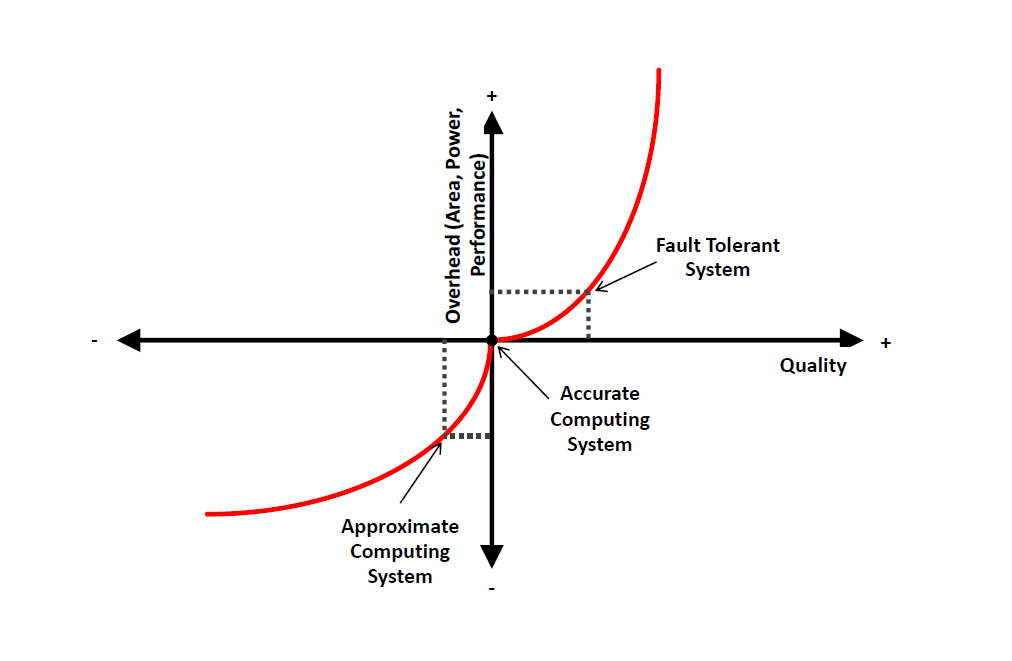 +
Overhead (Area, Power,
Performance)
Fault Tolerant
System
-
+
Quality
Accurate
Computing
System
Approximate
Computing
System
-